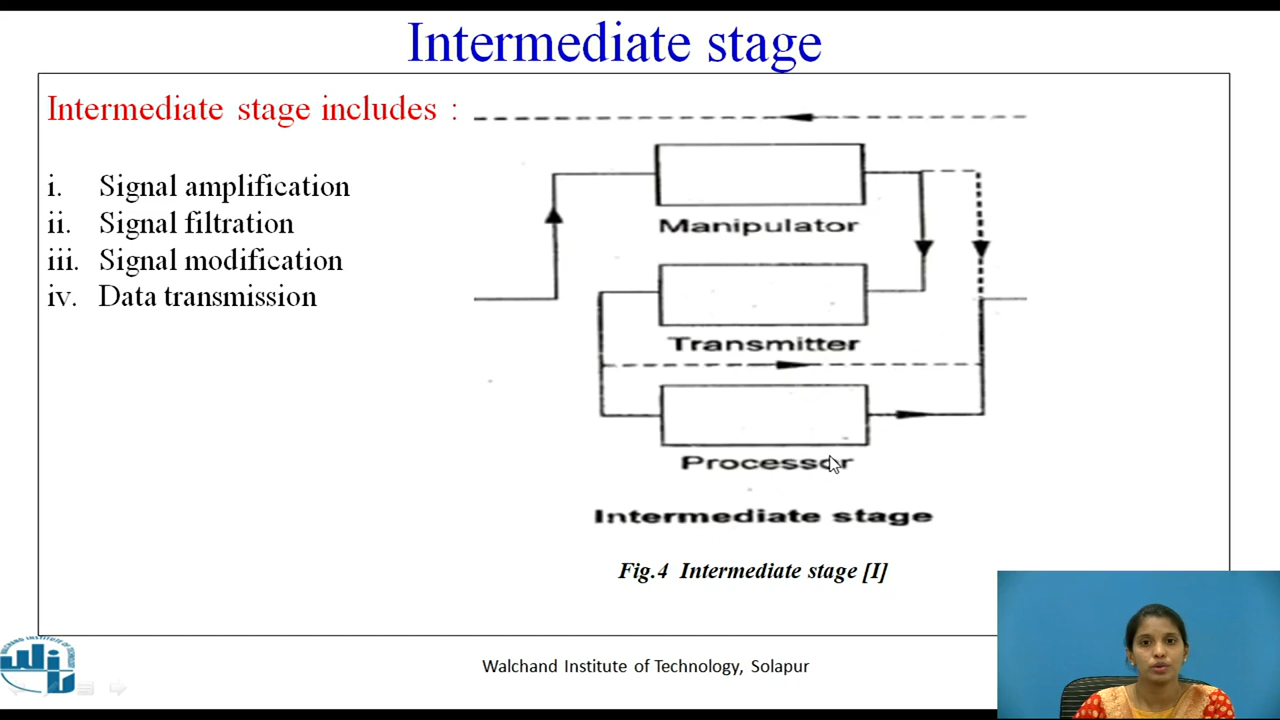 Intermediate stage
Intermediate stage includes :
i. Signal amplification
ii. Signal filtration
iii. Signal modification
iv. Data transmission
Manipulator
Transmitter
Processor
Intermediate stage
Fig.4 Intermediate stage [I]
Walchand Institute of Technology, Solapur